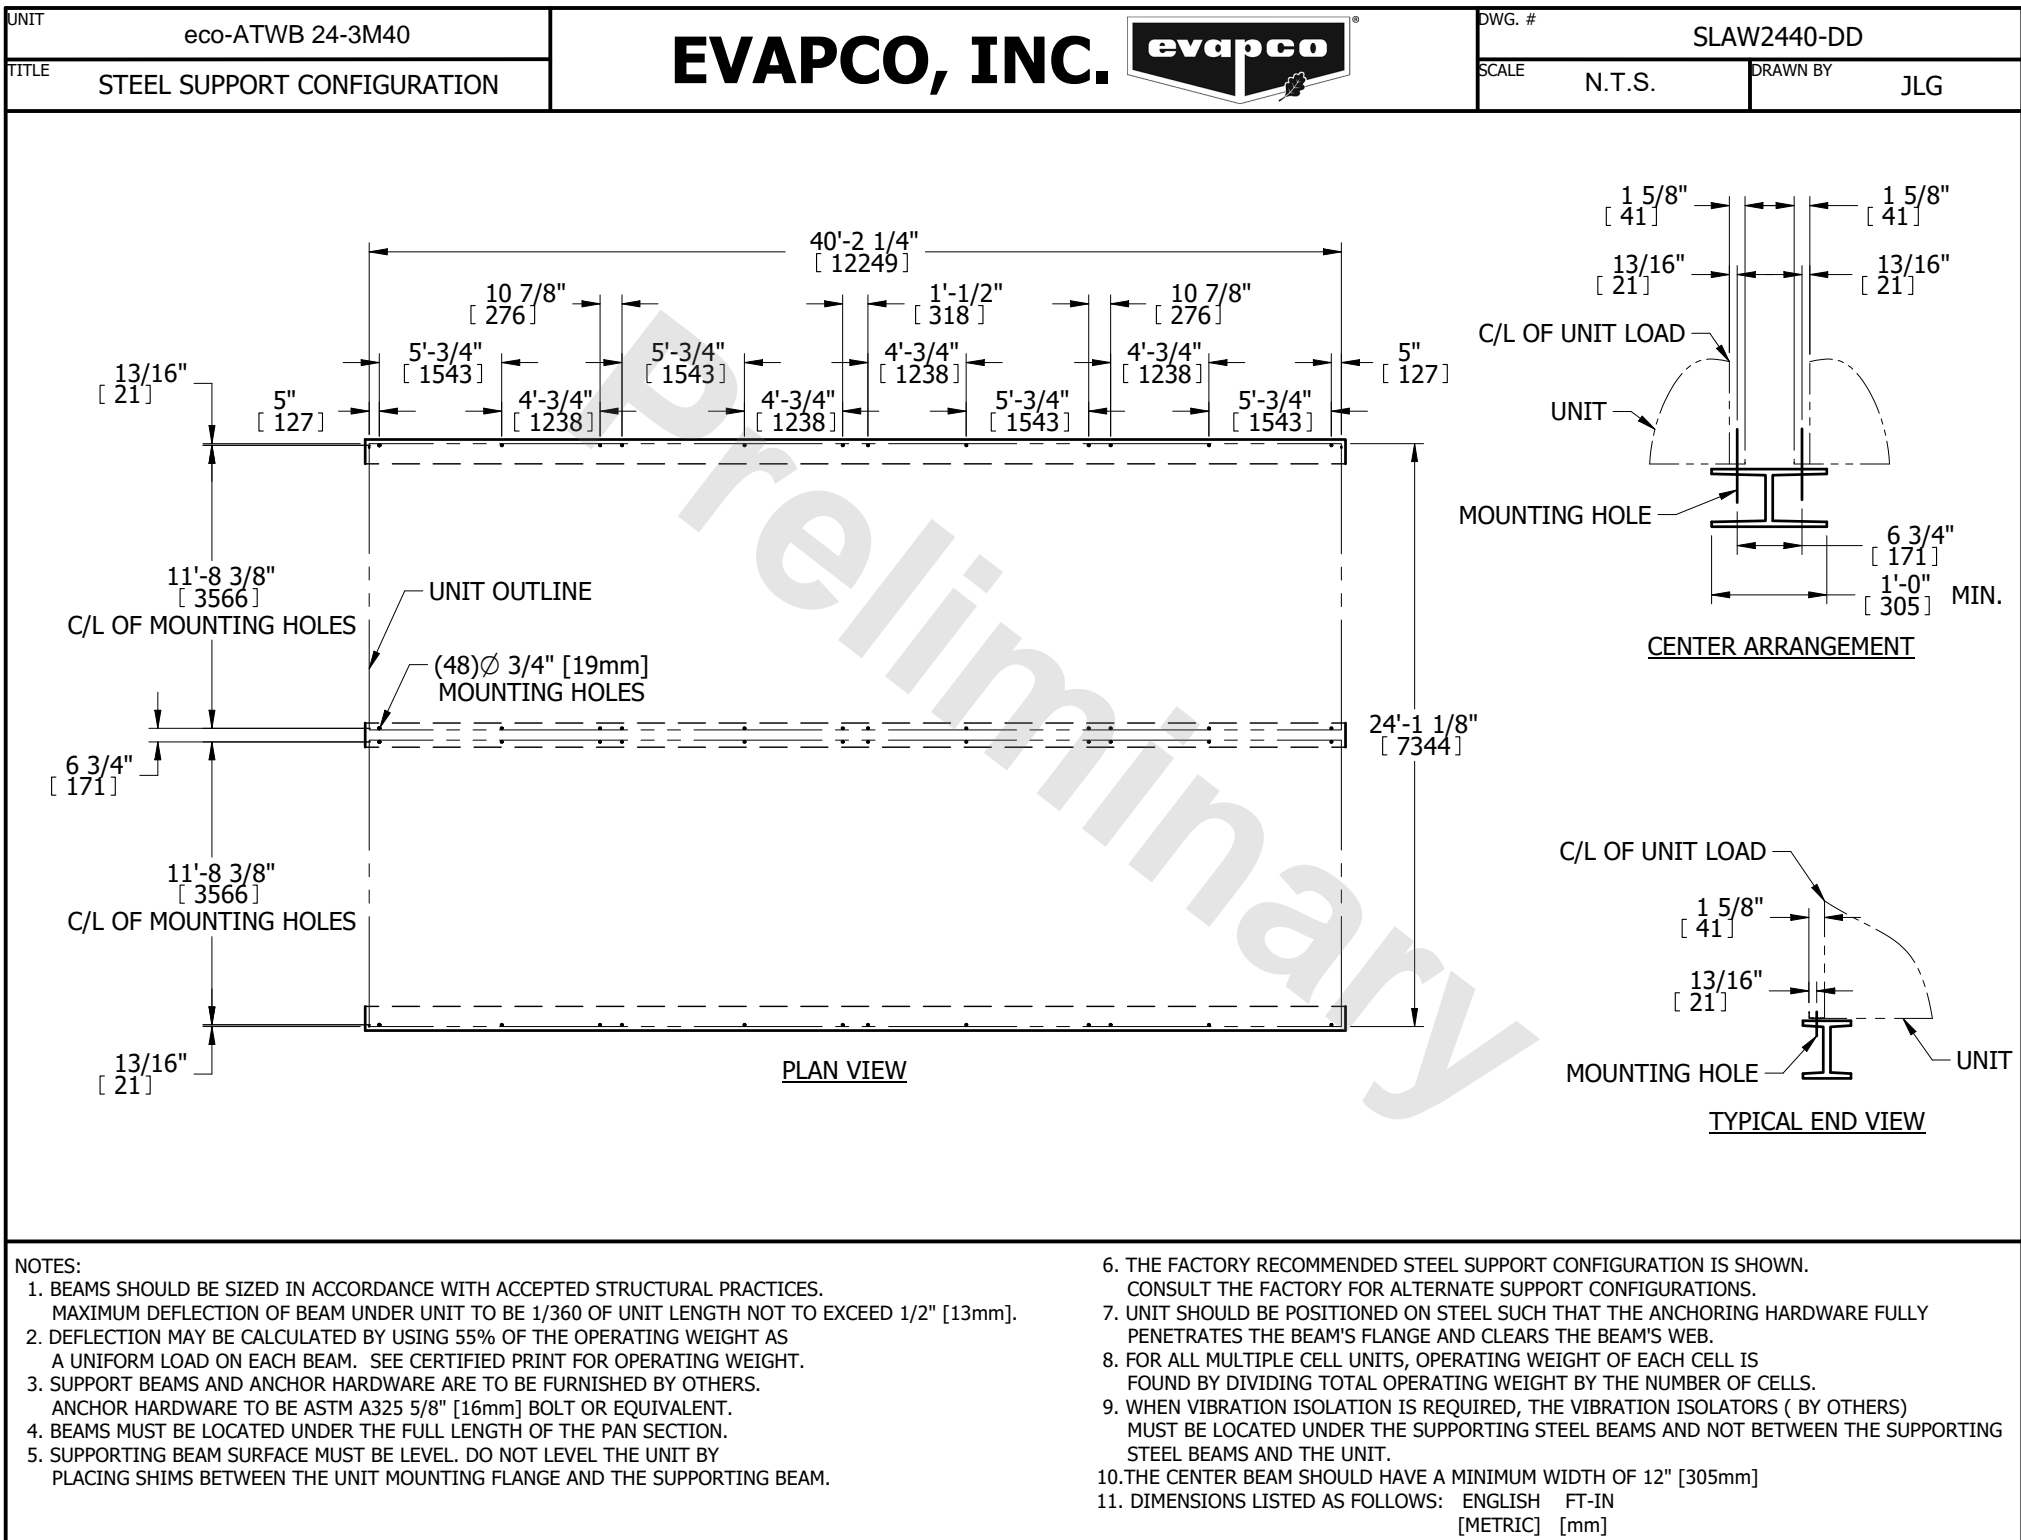 UNIT
eco-ATWB 24-3M40
TITLE
STEEL SUPPORT CONFIGURATION
EVAPCO, INC.
evapco
®
DWG. #
SLAW2440-DD
SCALE
N.T.S.
DRAWN BY
JLG
40'-2 1/4"
[ 12249]
10 7/8"
[ 276]
1'-1/2"
[ 318 ]
10 7/8"
[ 276]
5'-3/4"
[ 1543]
5'-3/4"
[ 1543]
4'-3/4"
[ 1238]
4'-3/4"
[ 1238]
5"
[ 127]
13/16"
[ 21]
5"
[ 127]
4'-3/4"
[ 1238]
4'-3/4"
[ 1238]
5'-3/4"
[ 1543]
5'-3/4"
[ 1543]
11'-8 3/8"
[ 3566]
C/L OF MOUNTING HOLES
UNIT OUTLINE
(48)Ø 3/4" [19mm]
MOUNTING HOLES
6 3/4"
[ 171]
24'-1 1/8"
[ 7344]
11'-8 3/8"
[ 3566]
C/L OF MOUNTING HOLES
13/16"
[ 21]
PLAN VIEW
Preliminary
1 5/8"
[ 41]
1 5/8"
[ 41]
13/16"
[ 21]
13/16"
[ 21]
C/L OF UNIT LOAD
UNIT
MOUNTING HOLE
6 3/4"
[ 171]
1'-0"
[ 305] MIN.
CENTER ARRANGEMENT
C/L OF UNIT LOAD
1 5/8"
[ 41]
13/16"
[ 21]
MOUNTING HOLE
UNIT
TYPICAL END VIEW
NOTES:
1. BEAMS SHOULD BE SIZED IN ACCORDANCE WITH ACCEPTED STRUCTURAL PRACTICES.
MAXIMUM DEFLECTION OF BEAM UNDER UNIT TO BE 1/360 OF UNIT LENGTH NOT TO EXCEED 1/2" [13mm].
2. DEFLECTION MAY BE CALCULATED BY USING 55% OF THE OPERATING WEIGHT AS
A UNIFORM LOAD ON EACH BEAM. SEE CERTIFIED PRINT FOR OPERATING WEIGHT.
3. SUPPORT BEAMS AND ANCHOR HARDWARE ARE TO BE FURNISHED BY OTHERS.
ANCHOR HARDWARE TO BE ASTM A325 5/8" [16mm] BOLT OR EQUIVALENT.
4. BEAMS MUST BE LOCATED UNDER THE FULL LENGTH OF THE PAN SECTION.
5. SUPPORTING BEAM SURFACE MUST BE LEVEL. DO NOT LEVEL THE UNIT BY
PLACING SHIMS BETWEEN THE UNIT MOUNTING FLANGE AND THE SUPPORTING BEAM.
6. THE FACTORY RECOMMENDED STEEL SUPPORT CONFIGURATION IS SHOWN.
CONSULT THE FACTORY FOR ALTERNATE SUPPORT CONFIGURATIONS.
7. UNIT SHOULD BE POSITIONED ON STEEL SUCH THAT THE ANCHORING HARDWARE FULLY
PENETRATES THE BEAM'S FLANGE AND CLEARS THE BEAM'S WEB.
8. FOR ALL MULTIPLE CELL UNITS, OPERATING WEIGHT OF EACH CELL IS
FOUND BY DIVIDING TOTAL OPERATING WEIGHT BY THE NUMBER OF CELLS.
9. WHEN VIBRATION ISOLATION IS REQUIRED, THE VIBRATION ISOLATORS ( BY OTHERS)
MUST BE LOCATED UNDER THE SUPPORTING STEEL BEAMS AND NOT BETWEEN THE SUPPORTING
STEEL BEAMS AND THE UNIT.
10.THE CENTER BEAM SHOULD HAVE A MINIMUM WIDTH OF 12" [305mm]
11. DIMENSIONS LISTED AS FOLLOWS: ENGLISH FT-IN
[METRIC] [mm]